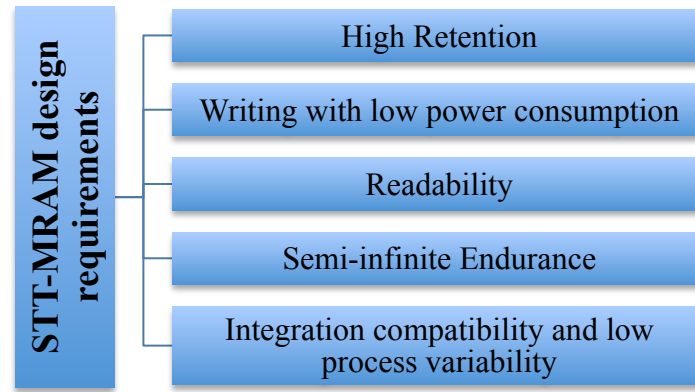 STT-MRAM design
requirements
High Retention
Writing with low power consumption
Readability
Semi-infinite Endurance
Integration compatibility and low
process variability